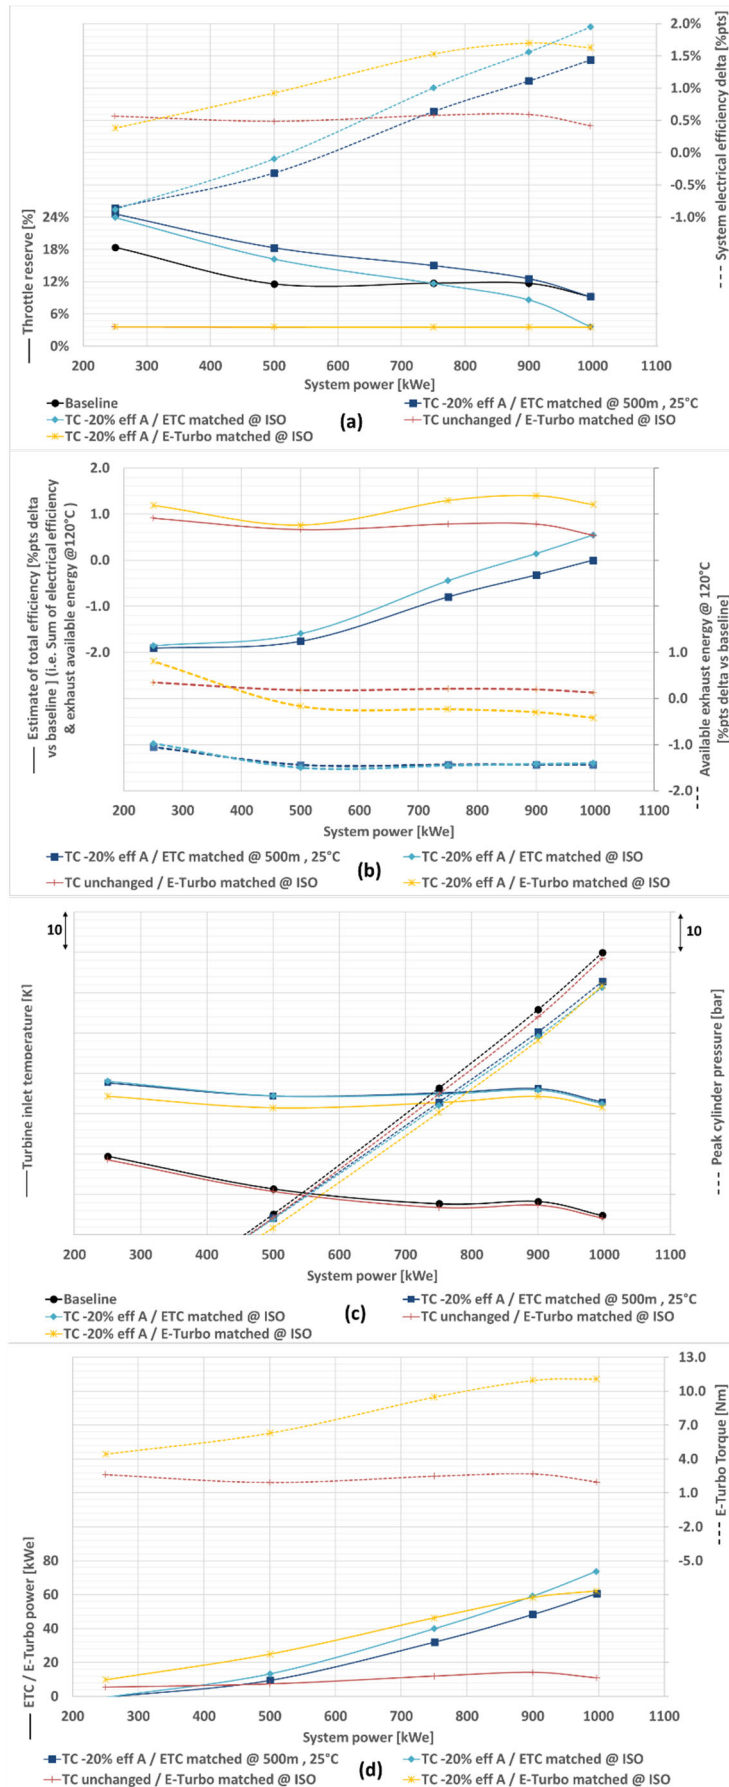 2.0%
1.5%
1.0%
0.5%
0.0%
-0.5%
-1.0%
System electrical efficiency delta [%pts]
24%
18%
12%
6%
0%
Throttle reserve [%]
200 300 400 500 600 700 800 900 1000 1100
System power [kWe]
Baseline
TC -20% eff A / ETC matched @ 500m , 25°C
TC -20% eff A / ETC matched @ ISO
TC unchanged / E-Turbo matched @ ISO
TC -20% eff A / E-Turbo matched @ ISO
(a)
2.0
1.0
0.0
-1.0
-2.0
Estimate of total efficiency [%pts delta
vs baseline ] (i.e. Sum of electrical efficiency
& exhaust available energy @120°C )
1.0
0.0
-1.0
-2.0
Available exhaust energy @ 120°C
[%pts delta vs baseline]
200 300 400 500 600 700 800 900 1000 1100
System power [kWe]
TC -20% eff A / ETC matched @ 500m , 25°C
TC -20% eff A / ETC matched @ ISO
TC unchanged / E-Turbo matched @ ISO
TC -20% eff A / E-Turbo matched @ ISO
(b)
10
10
Turbine inlet temperature [K]
Peak cylinder pressure [bar]
200 300 400 500 600 700 800 900 1000 1100
System power [kWe]
Baseline
TC -20% eff A / ETC matched @ 500m , 25°C
TC -20% eff A / ETC matched @ ISO
TC unchanged / E-Turbo matched @ ISO
TC -20% eff A / E-Turbo matched @ ISO
(c)
13.0
10.0
7.0
4.0
1.0
-2.0
-5.0
E-Turbo Torque [Nm]
80
60
40
20
0
ETC / E-Turbo power [kWe]
200 300 400 500 600 700 800 900 1000 1100
System power [kWe]
TC -20% eff A / ETC matched @ 500m , 25°C
TC -20% eff A / ETC matched @ ISO
TC unchanged / E-Turbo matched @ ISO
TC -20% eff A / E-Turbo matched @ ISO
(d)